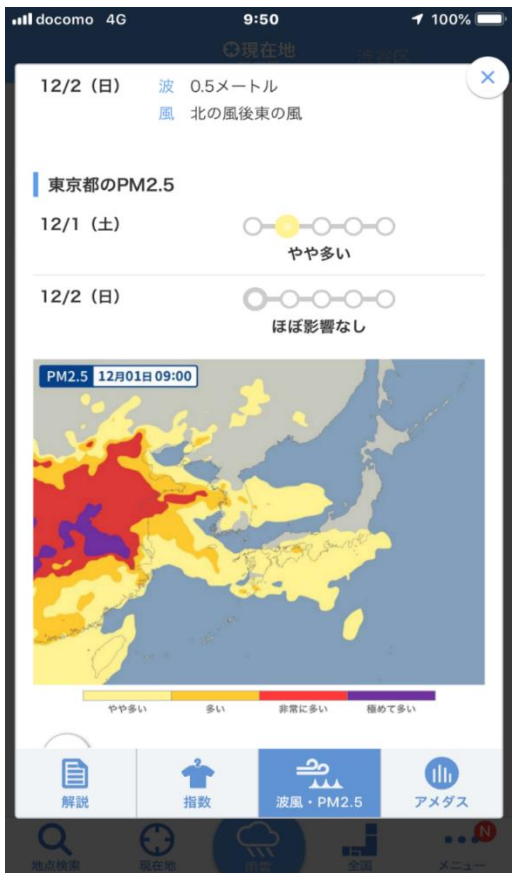 docomo 4G 9:50 100%
現在地 渋谷区
12/2（日） 波 0.5メートル
風 北の風後東の風
東京都のPM2.5
12/1（土）
やや多い
12/2（日）
ほぼ影響なし
PM2.5 12月01日 09:00
やや多い 多い 非常に多い 極めて多い
解説 指数 波風・PM2.5 アメダス
N
地点検索 現在地 雨雲 全国 メニュー